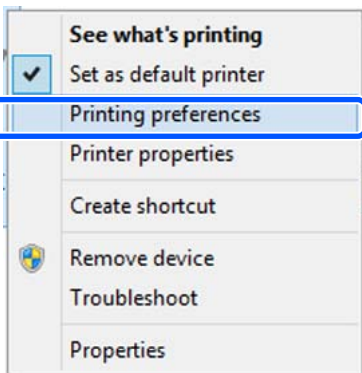 See what's printing
Set as default printer
Printing preferences
Printer properties
Create shortcut
Remove device
Troubleshoot
Properties